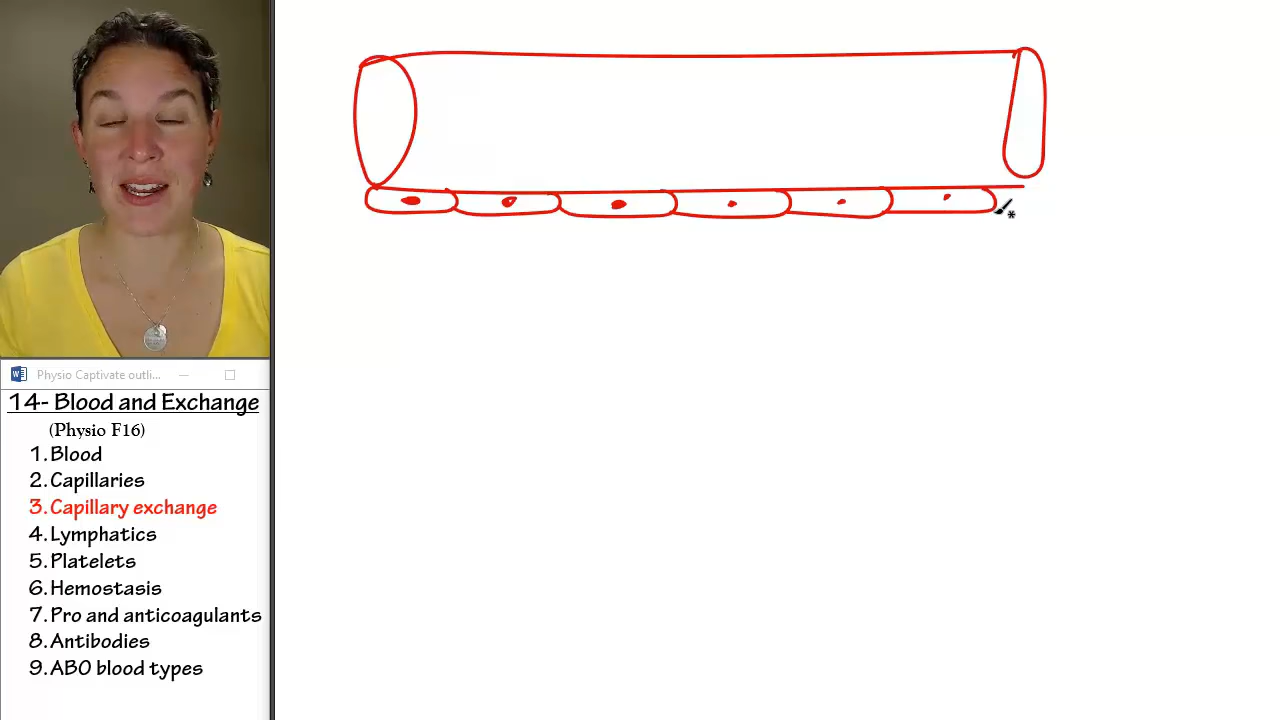 Physio Captivate outli...
14- Blood and Exchange
(Physio F16)
1. Blood
2. Capillaries
3. Capillary exchange
4. Lymphatics
5. Platelets
6. Hemostasis
7. Pro and anticoagulants
8. Antibodies
9. ABO blood types